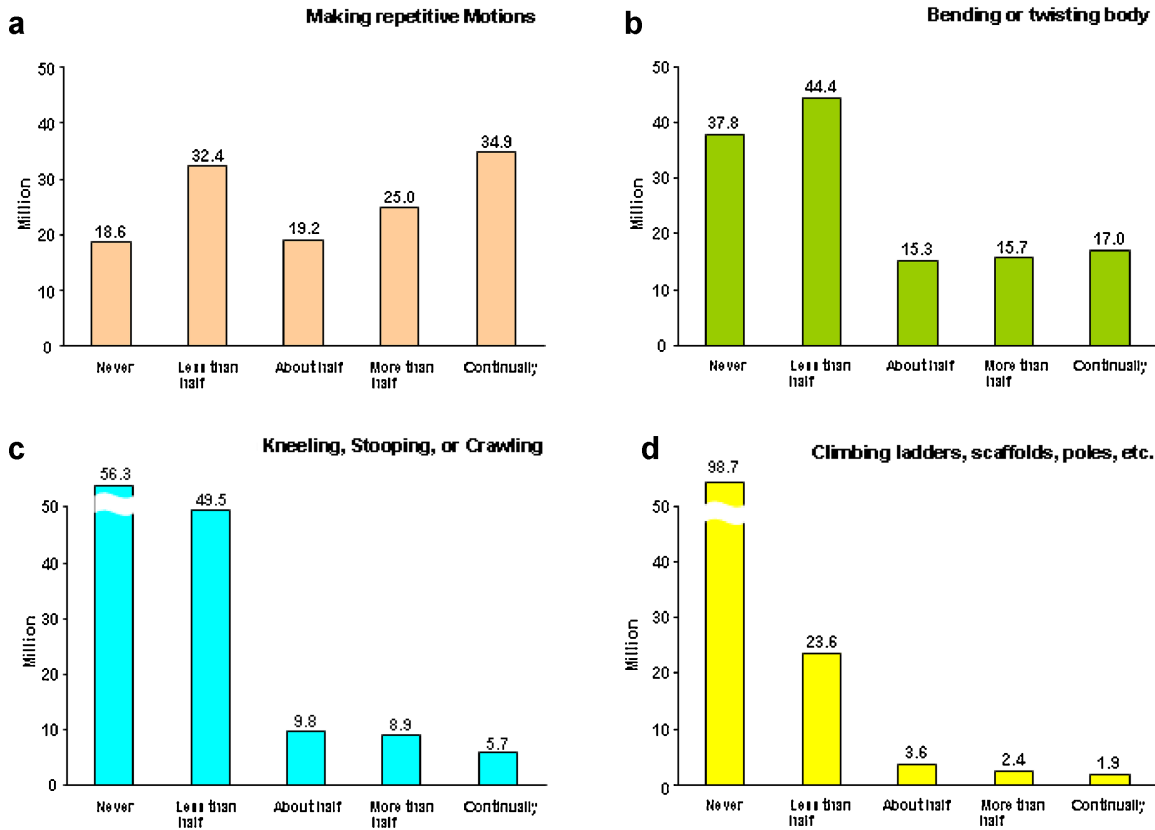 a
Making repetitive Motions
Million
50
40
30
20
10
0
18.6
32.4
19.2
25.0
34.9
Never
Less than
half
About half
More than
half
Continually
b
Bending or twisting body
Million
50
40
30
20
10
0
37.8
44.4
15.3
15.7
17.0
Never
Less than
half
About half
More than
half
Continually
c
Kneeling, Stooping, or Crawling
Million
50
40
30
20
10
0
56.3
49.5
9.8
8.9
5.7
Never
Less than
half
About half
More than
half
Continually
d
Climbing ladders, scaffolds, poles, etc.
Million
50
40
30
20
10
0
98.7
23.6
3.6
2.4
1.9
Never
Less than
half
About half
More than
half
Continually